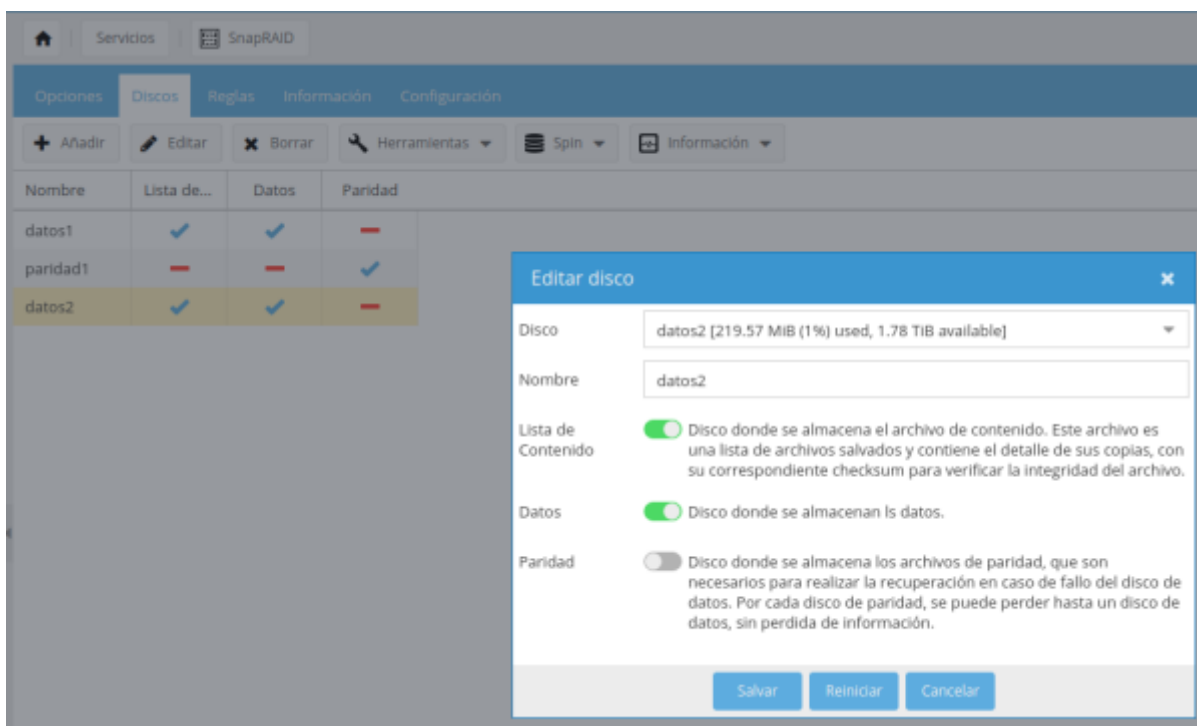 Servicios
SnapRAID
Opciones Discos Reglas Información Configuración
Añadir Editar Borrar Herramientas Spin Información
Nombre Lista de... Datos Paridad
datos1
paridad1
datos2
Editar disco
Disco datos2 [219.57 MiB (1%) used, 1.78 TiB available]
Nombre datos2
Lista de Contenido
Disco donde se almacena el archivo de contenido. Este archivo es
una lista de archivos salvados y contiene el detalle de sus copias, con
su correspondiente checksum para verificar la integridad del archivo.
Datos Disco donde se almacenan ls datos.
Paridad Disco donde se almacena los archivos de paridad, que son
necesarios para realizar la recuperación en caso de fallo del disco de
datos. Por cada disco de paridad, se puede perder hasta un disco de
datos, sin perdida de información.
Salvar Reiniciar Cancelar